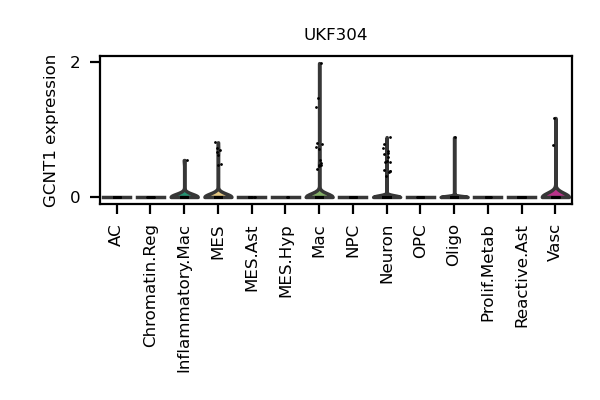 UKF304
GCNT1 expression
2
0
AC
Chromatin.Reg
Inflammatory.Mac
MES
MES.Ast
MES.Hyp
Mac
NPC
Neuron
OPC
Oligo
Prolif.Metab
Reactive.Ast
Vasc